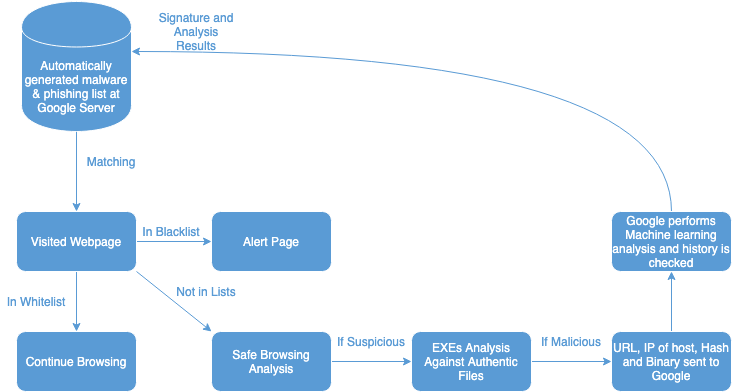 Signature and
Analysis
Results
Automatically
generated malware
& phishing list at
Google Server
Matching
Visited Webpage
In Blacklist
Alert Page
Google performs
Machine learning
analysis and history is
checked
In Whitelist
Not in Lists
Continue Browsing
Safe Browsing
Analysis
If Suspicious
EXEs Analysis
Against Authentic
Files
If Malicious
URL, IP of host, Hash
and Binary sent to
Google